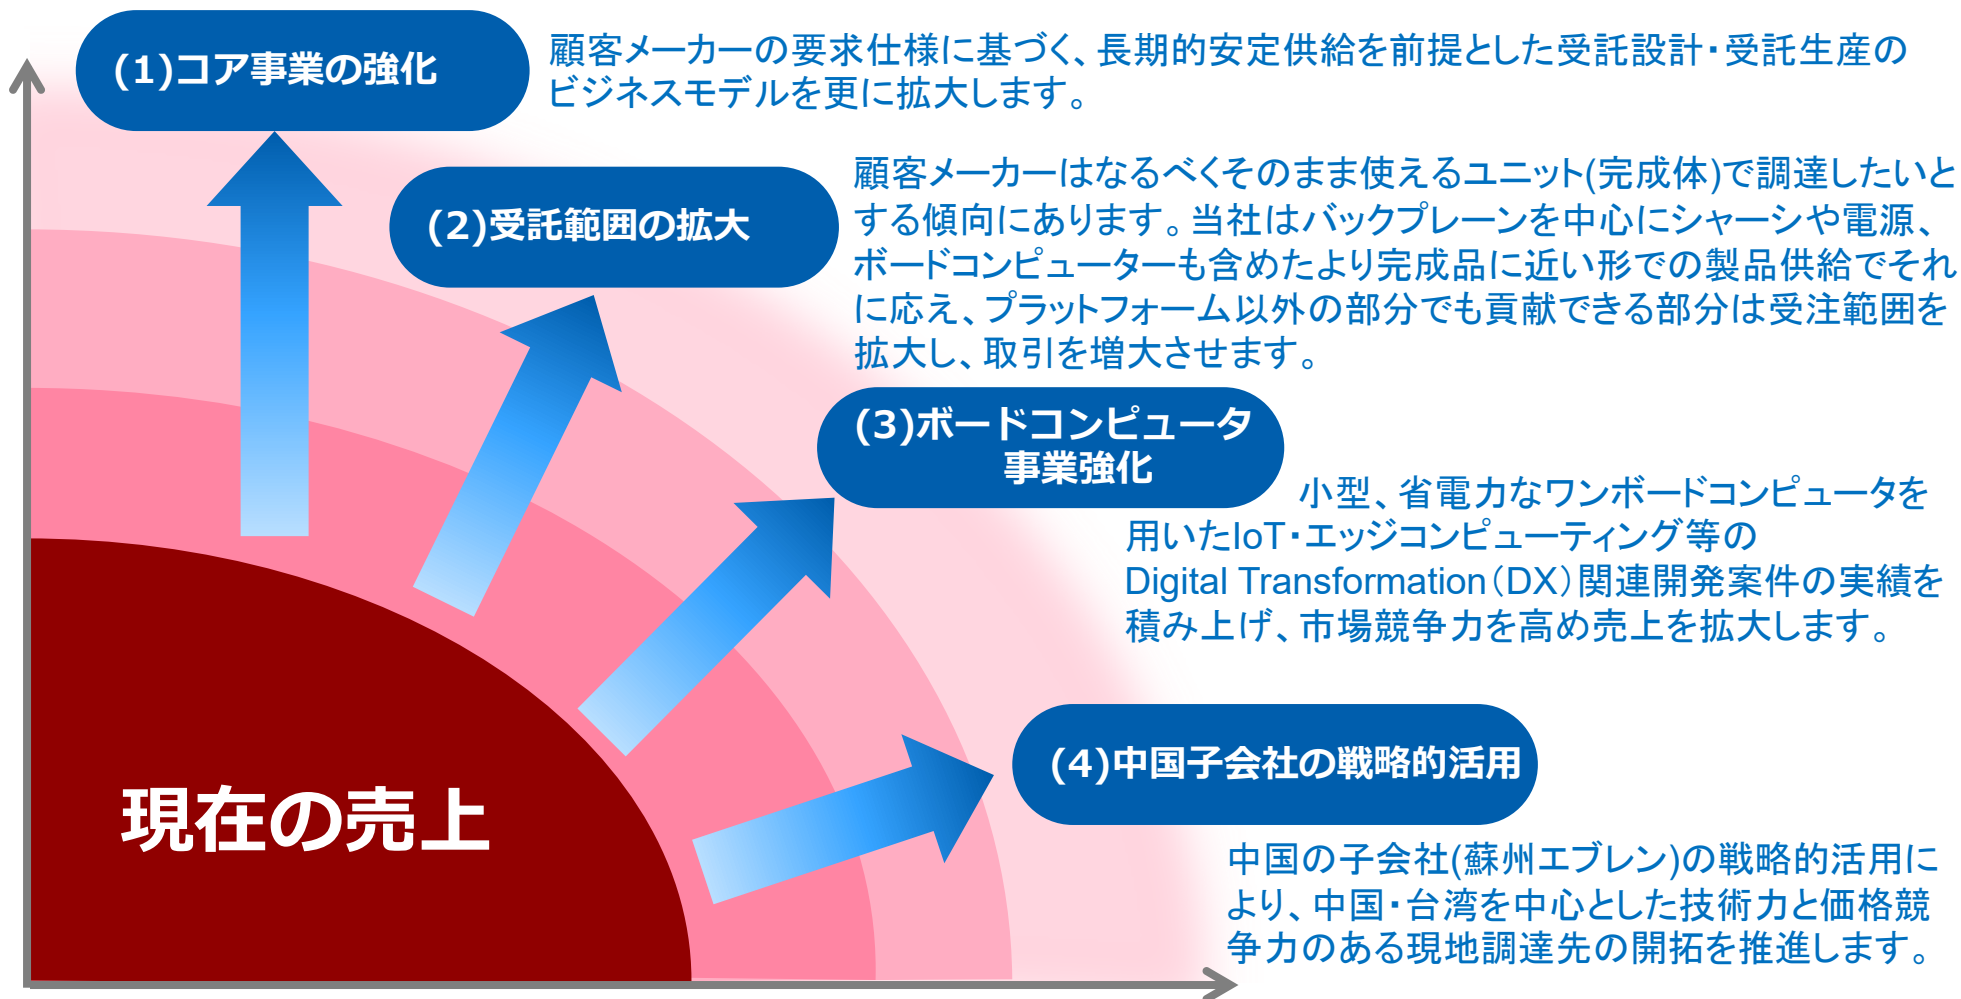 (1)コア事業の強化
顧客メーカーの要求仕様に基づく、長期的安定供給を前提とした受託設計・受託生産の
ビジネスモデルを更に拡大します。
(2)受託範囲の拡大
顧客メーカーはなるべくそのまま使えるユニット(完成体)で調達したいと
する傾向にあります。当社はバックプレーンを中心にシャーシや電源、
ボードコンピューターも含めたより完成品に近い形での製品供給でそれ
に応え、プラットフォーム以外の部分でも貢献できる部分は受注範囲を
拡大し、取引を増大させます。
(3)ボードコンピュータ
事業強化
小型、省電力なワンボードコンピュータを
用いたIoT・エッジコンピューティング等の
Digital Transformation（DX）関連開発案件の実績を
積み上げ、市場競争力を高め売上を拡大します。
(4)中国子会社の戦略的活用
中国の子会社(蘇州エブレン)の戦略的活用に
より、中国・台湾を中心とした技術力と価格競
争力のある現地調達先の開拓を推進します。
現在の売上